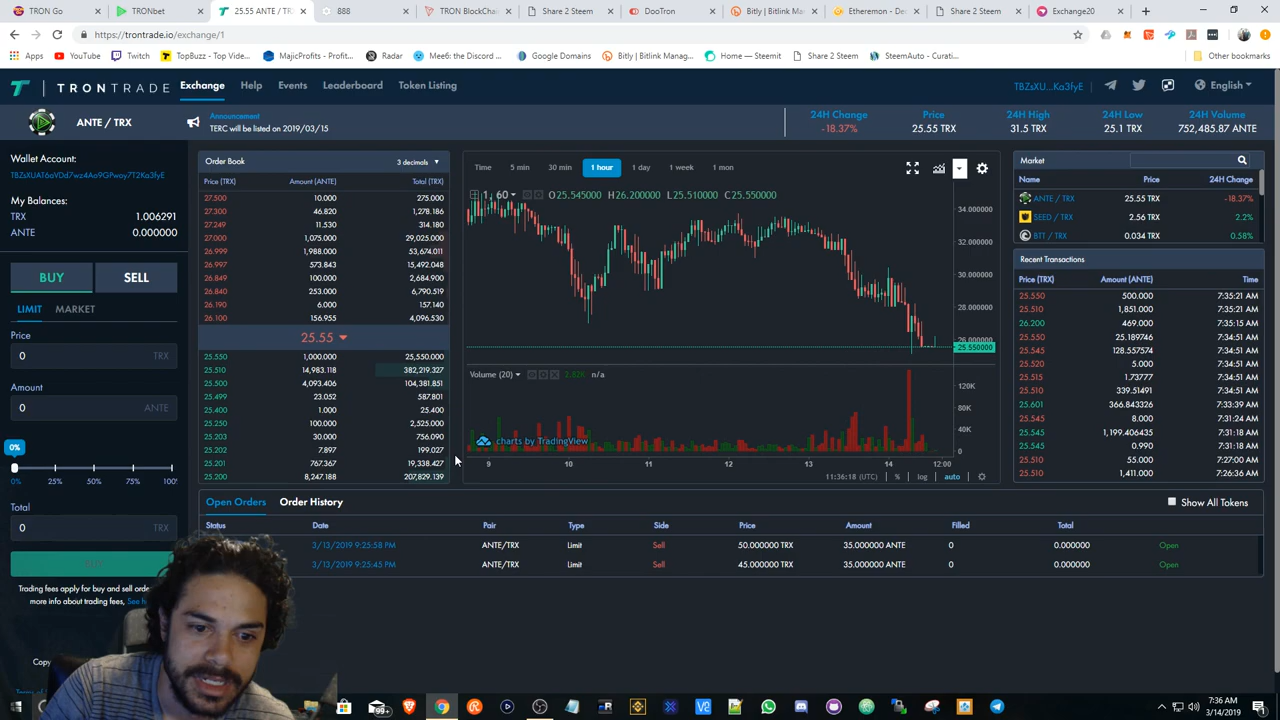 TRON Go
TRONbet
25.55 ANTE / TR
888
TRON BlockChai
Share 2 Steem
DooTron
Bitly | Bitlink Ma
Etheremon - De
Share 2 Steem
Exchange20
https://trontrade.io/exchange/1
Apps
YouTube
Twitch
TopBuzz - Top Vide...
MajicProfits - Disco...
Radar
Meet the Discord ...
Google Domains
Bitly | Bitlink Manag...
Home — Steemit
Share 2 Steem
SteemAuto - Curati...
Other bookmarks
TRONTRADE
Exchange
Help
Events
Leaderboard
Token Listing
TBZsXU...Ka3fyE
English
ANTE / TRX
Announcement
TERC will be listed on 2019/03/15
24H Change
-18.37%
Price
25.55 TRX
24H High
31.5 TRX
24H Low
25.1 TRX
24H Volume
752,485.87 ANTE
Wallet Account:
My Balances:
TRX 1.006291
ANTE 0.000000
BUY SELL
LIMIT MARKET
Price
0 TRX
Amount
0 ANTE
0%
0% 25% 50% 75% 100%
Total
0 TRX
BUY
Trading fees apply for buy and sell orde
more info about trading fees,
Copy
Order Book 3 decimals
Price (TRX) Amount (ANTE) Total (TRX)
27.500 10.000 275.000
27.300 46.820 1,278.186
27.249 11.530 314.180
27.000 1,075.000 29,025.000
26.999 1,988.000 53,674.011
26.997 573.843 15,492.048
26.849 100.000 2,684.900
26.840 253.000 6,790.519
26.190 6.000 157.140
26.100 156.955 4,096.530
25.55
25.550 1,000.000 25,550.000
25.510 14,983.118 382,219.327
25.500 4,093.406 104,381.851
25.499 23.052 587.801
25.400 1.000 25.400
25.250 100.000 2,525.000
25.203 30.000 756.090
25.202 7.897 199.027
25.201 767.367 19,338.427
25.200 8,247.188 207,829.139
Time 5 min 30 min 1 hour 1 day 1 week 1 mon
1, 60 O25.545000 H26.200000 L25.510000 C25.550000
34.000000
32.000000
30.000000
28.000000
26.000000
25.550000
Volume (20) n/a
120K
80K
40K
0
charts by TradingView
9 10 11 12 13 14 12:00
11:36:18 (UTC) % log auto
Market
Name Price 24H Change
ANTE / TRX 25.55 TRX -18.37%
SEED / TRX 2.56 TRX 2.2%
BTT / TRX 0.034 TRX 0.58%
Recent Transactions
Price (TRX) Amount (ANTE) Time
25.550 500.000 7:35:21 AM
25.510 1,851.000 7:35:21 AM
26.200 469.000 7:35:15 AM
25.550 25.189746 7:34:51 AM
25.545 128.557574 7:34:51 AM
25.520 5.000 7:34:51 AM
25.515 1.73777 7:34:51 AM
25.510 339.51491 7:34:51 AM
25.601 366.843326 7:33:39 AM
25.545 8.000 7:31:24 AM
25.545 1,199.406435 7:31:18 AM
25.545 0.990 7:31:18 AM
25.510 1,411.000 7:26:36 AM
Open Orders Order History Show All Tokens
Status Date Pair Type Side Price Amount Filled Total
3/13/2019 9:25:58 PM ANTE/TRX Limit Sell 50.000000 TRX 35.000000 ANTE 0 0.000000 Open
3/13/2019 9:25:45 PM ANTE/TRX Limit Sell 45.000000 TRX 35.000000 ANTE 0 0.000000 Open
99+
7:36 AM
3/14/2019